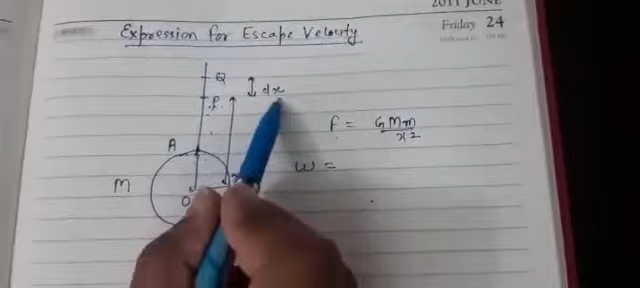 2011 JUNE
Friday 24
Expression for Escape Velocity
Q
dx
P
F = GMm
x2
A
W =
M
O